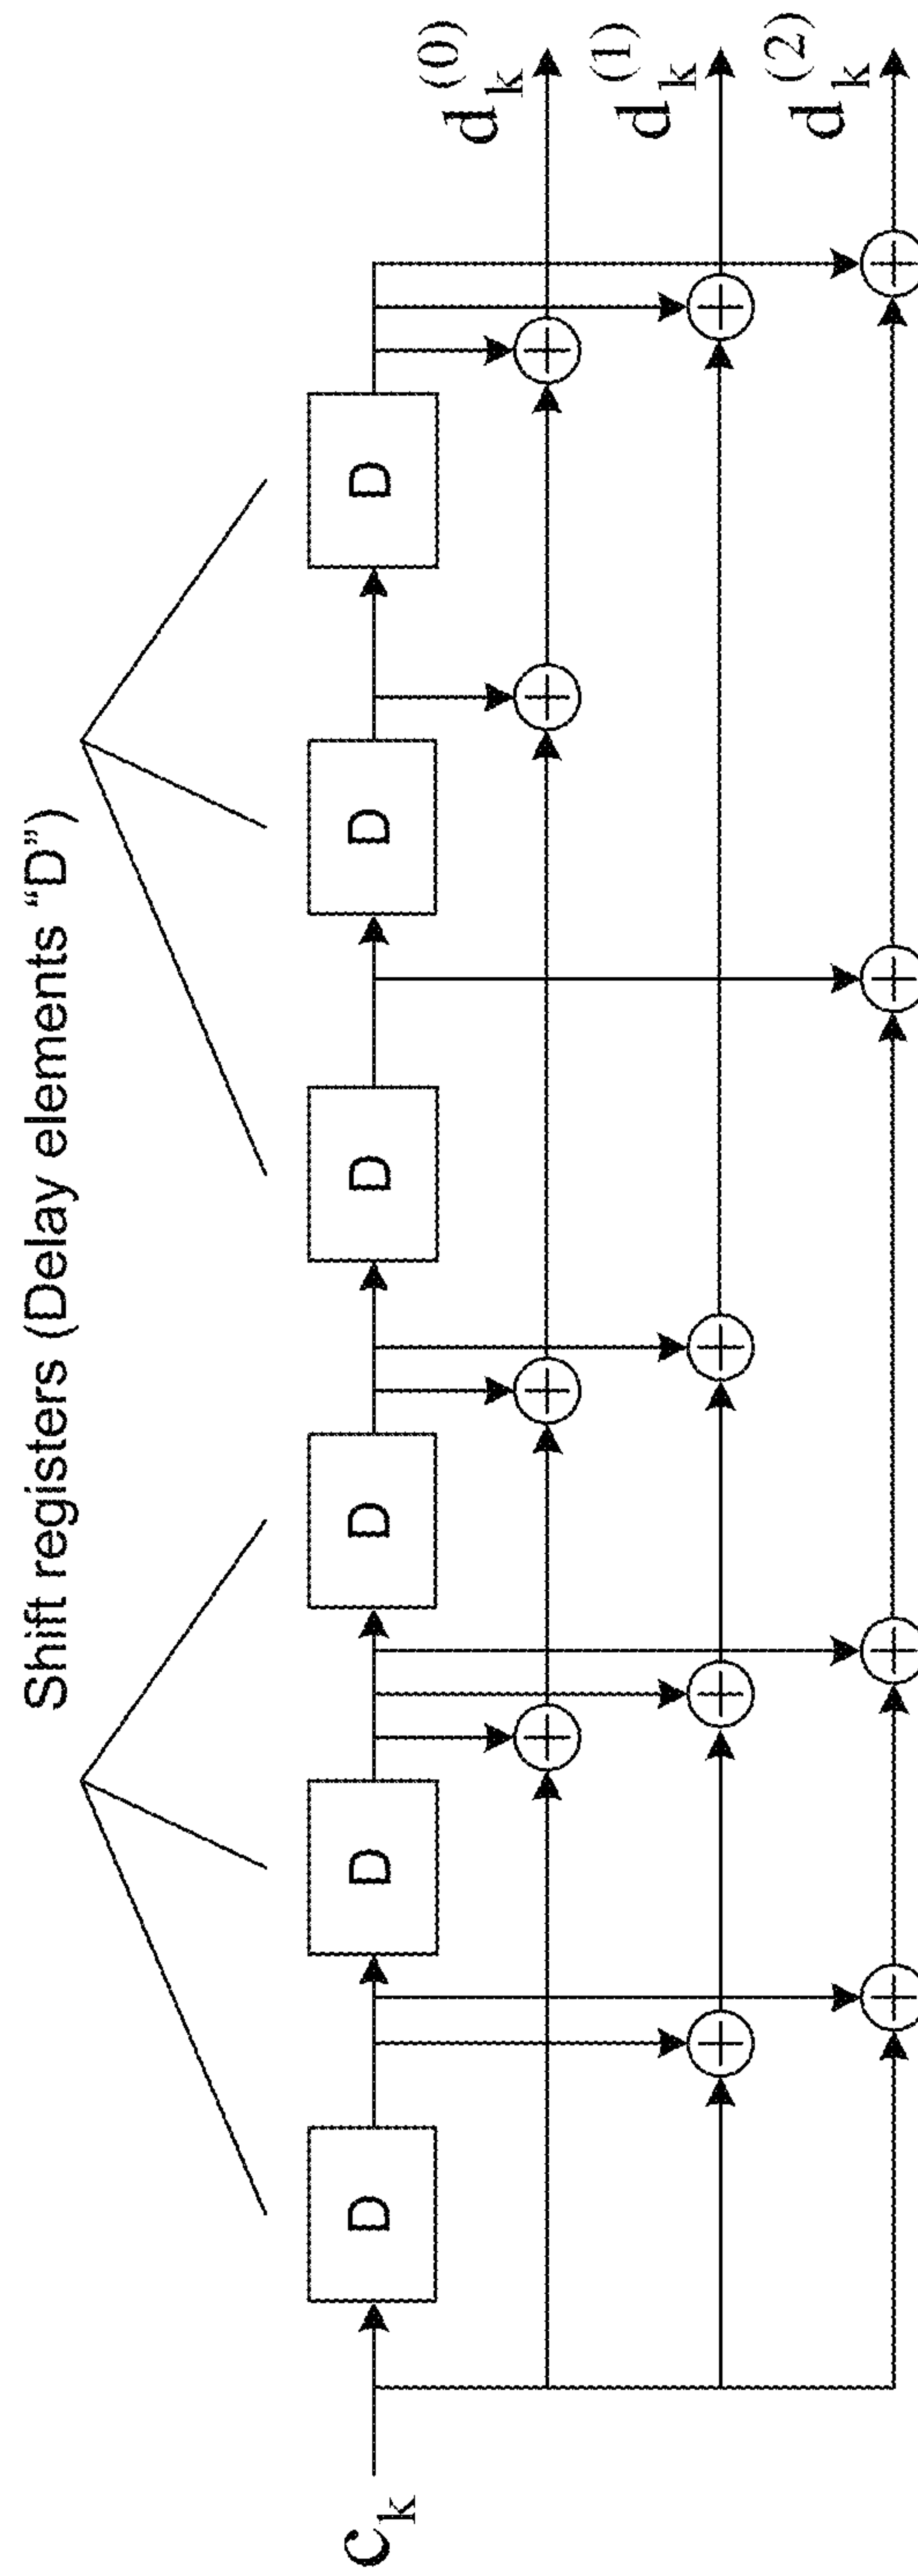 Shift registers (Delay elements “D”)
c_k
D
D
D
D
D
D
d_k^(0)
d_k^(1)
d_k^(2)